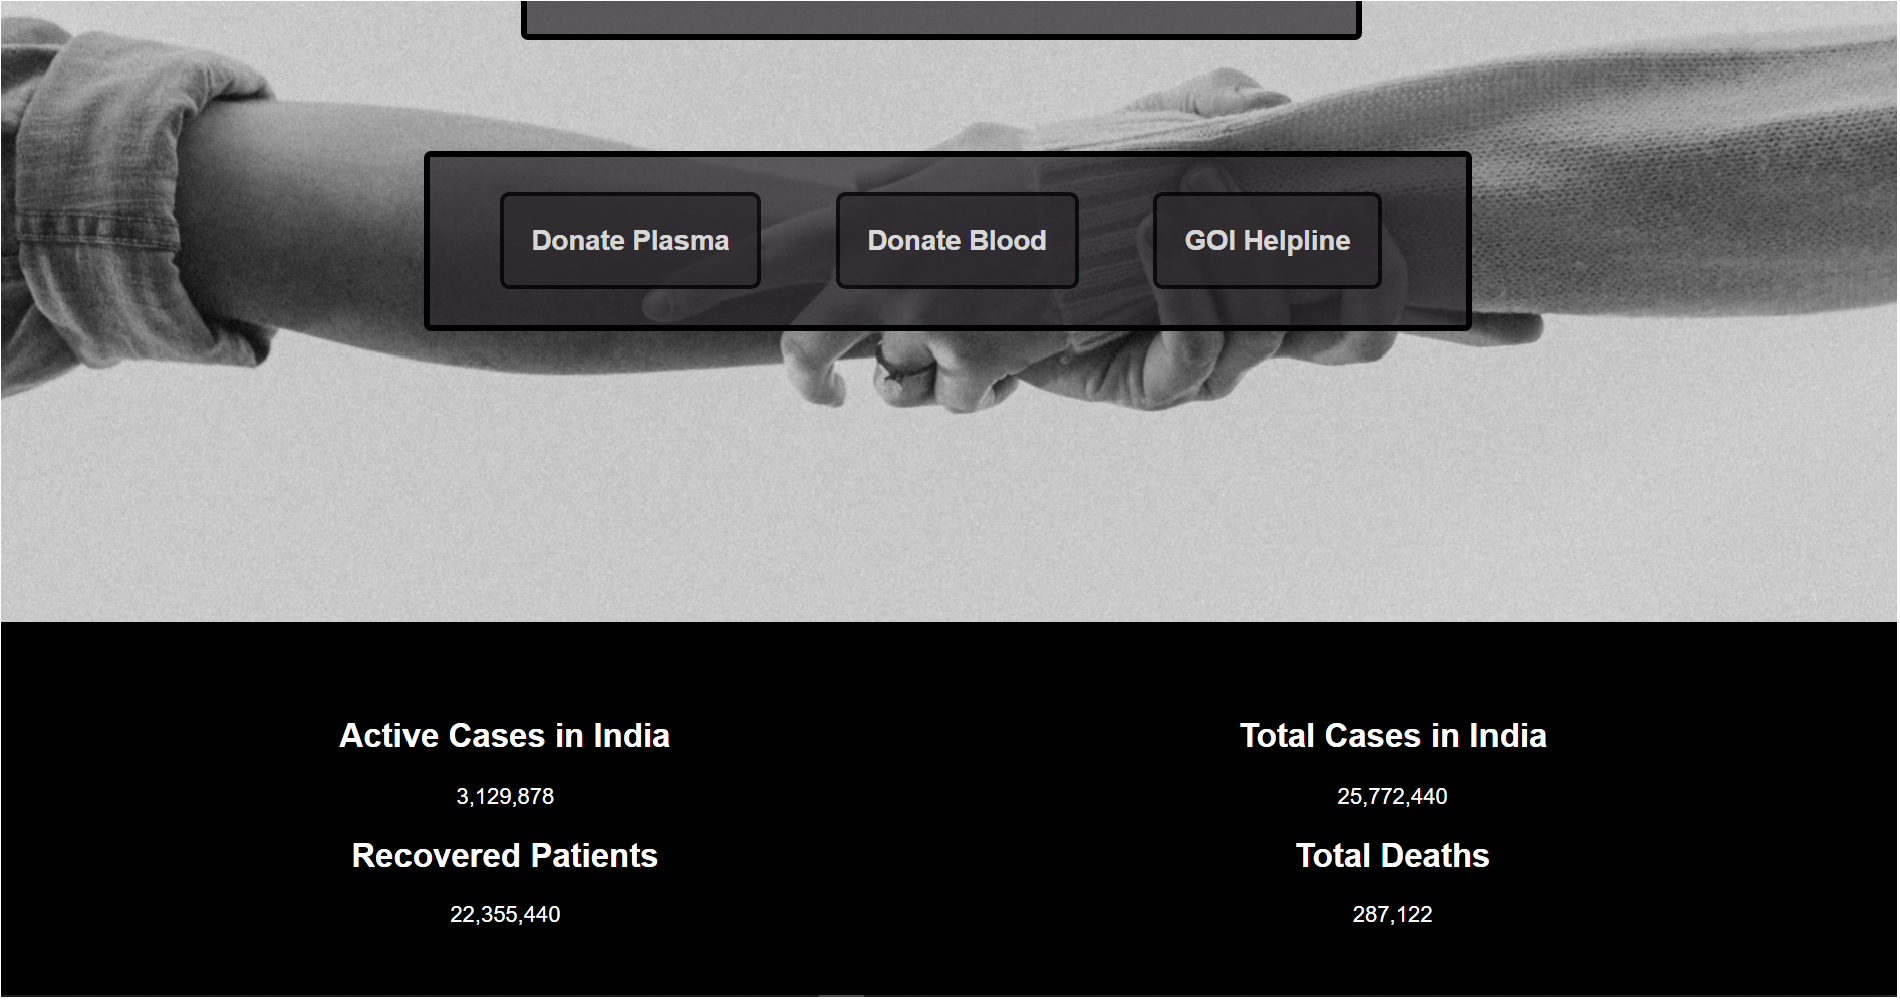 Donate Plasma
Donate Blood
GOI Helpline
Active Cases in India
3,129,878
Total Cases in India
25,772,440
Recovered Patients
22,355,440
Total Deaths
287,122